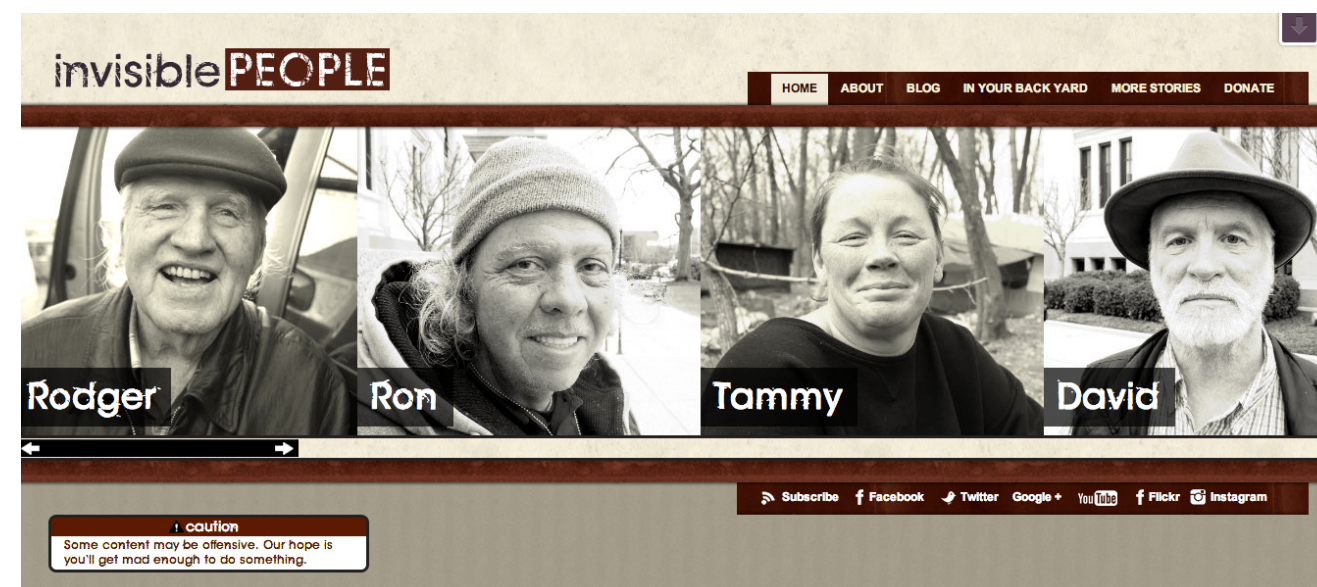 invisible PEOPLE
HOME ABOUT BLOG IN YOUR BACK YARD MORE STORIES DONATE
Rodger Ron Tammy David
Subscribe Facebook Twitter Google + YouTube Flickr Instagram
caution
Some content may be offensive. Our hope is
you'll get mad enough to do something.